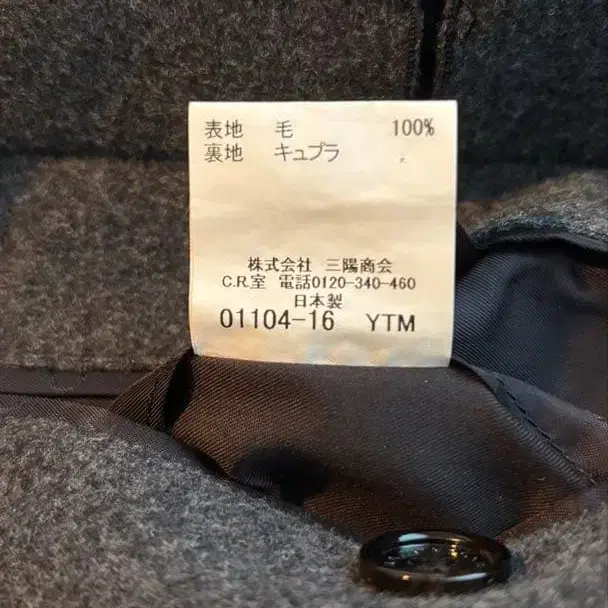 表地 毛 100%
裏地 キュプラ
株式会社 三陽商会
C.R.室 電話0120-340-460
日本製
01104-16 YTM